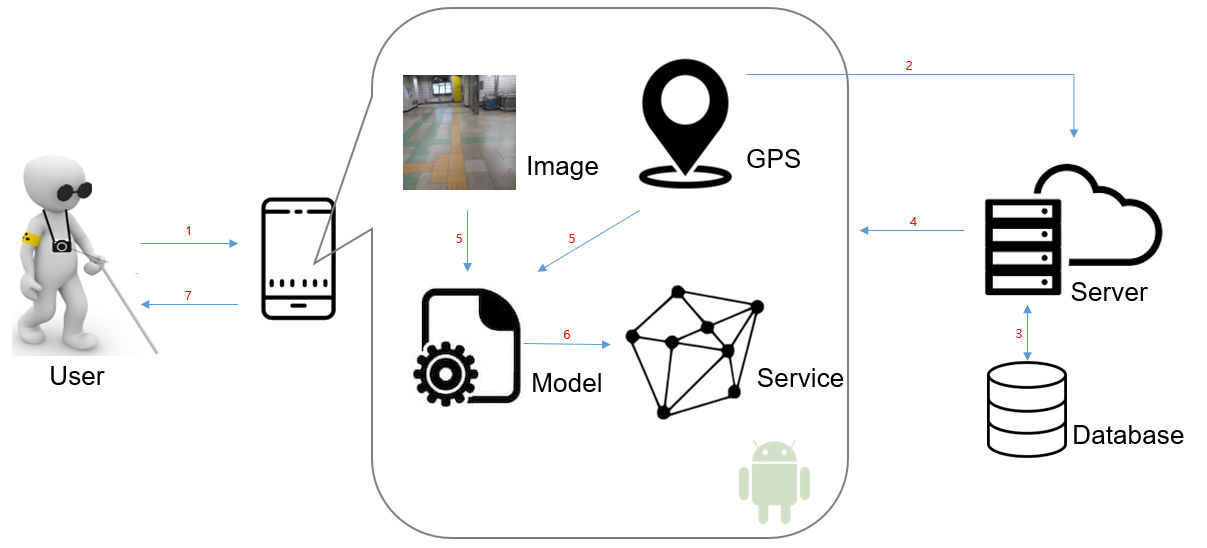 2
Image
GPS
1
5
5
4
7
Server
6
3
User
Model
Service
Database